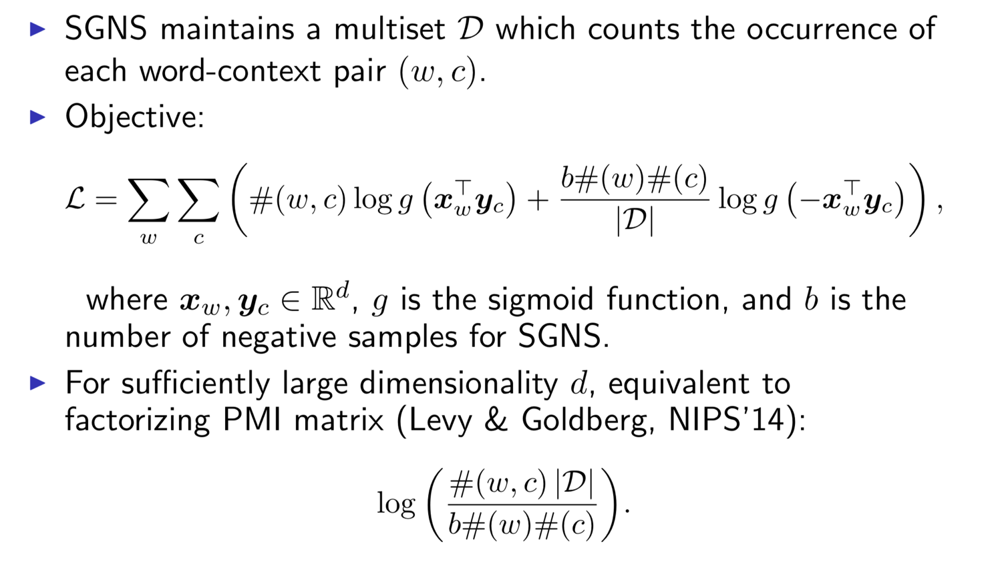 ▶ SGNS maintains a multiset 𝒟 which counts the occurrence of
each word-context pair (w, c).
▶ Objective:
$\mathcal{L} = \sum_{w} \sum_{c} \left( \#(w, c) \log g \left( \boldsymbol{x}_w^\top \boldsymbol{y}_c \right) + \frac{b\#(w)\#(c)}{|\mathcal{D}|} \log g \left( -\boldsymbol{x}_w^\top \boldsymbol{y}_c \right) \right),$
where $\boldsymbol{x}_w, \boldsymbol{y}_c \in \mathbb{R}^d$, g is the sigmoid function, and b is the
number of negative samples for SGNS.
▶ For sufficiently large dimensionality d, equivalent to
factorizing PMI matrix (Levy & Goldberg, NIPS'14):
$\log \left( \frac{\#(w, c) \, |\mathcal{D}|}{b\#(w)\#(c)} \right).$